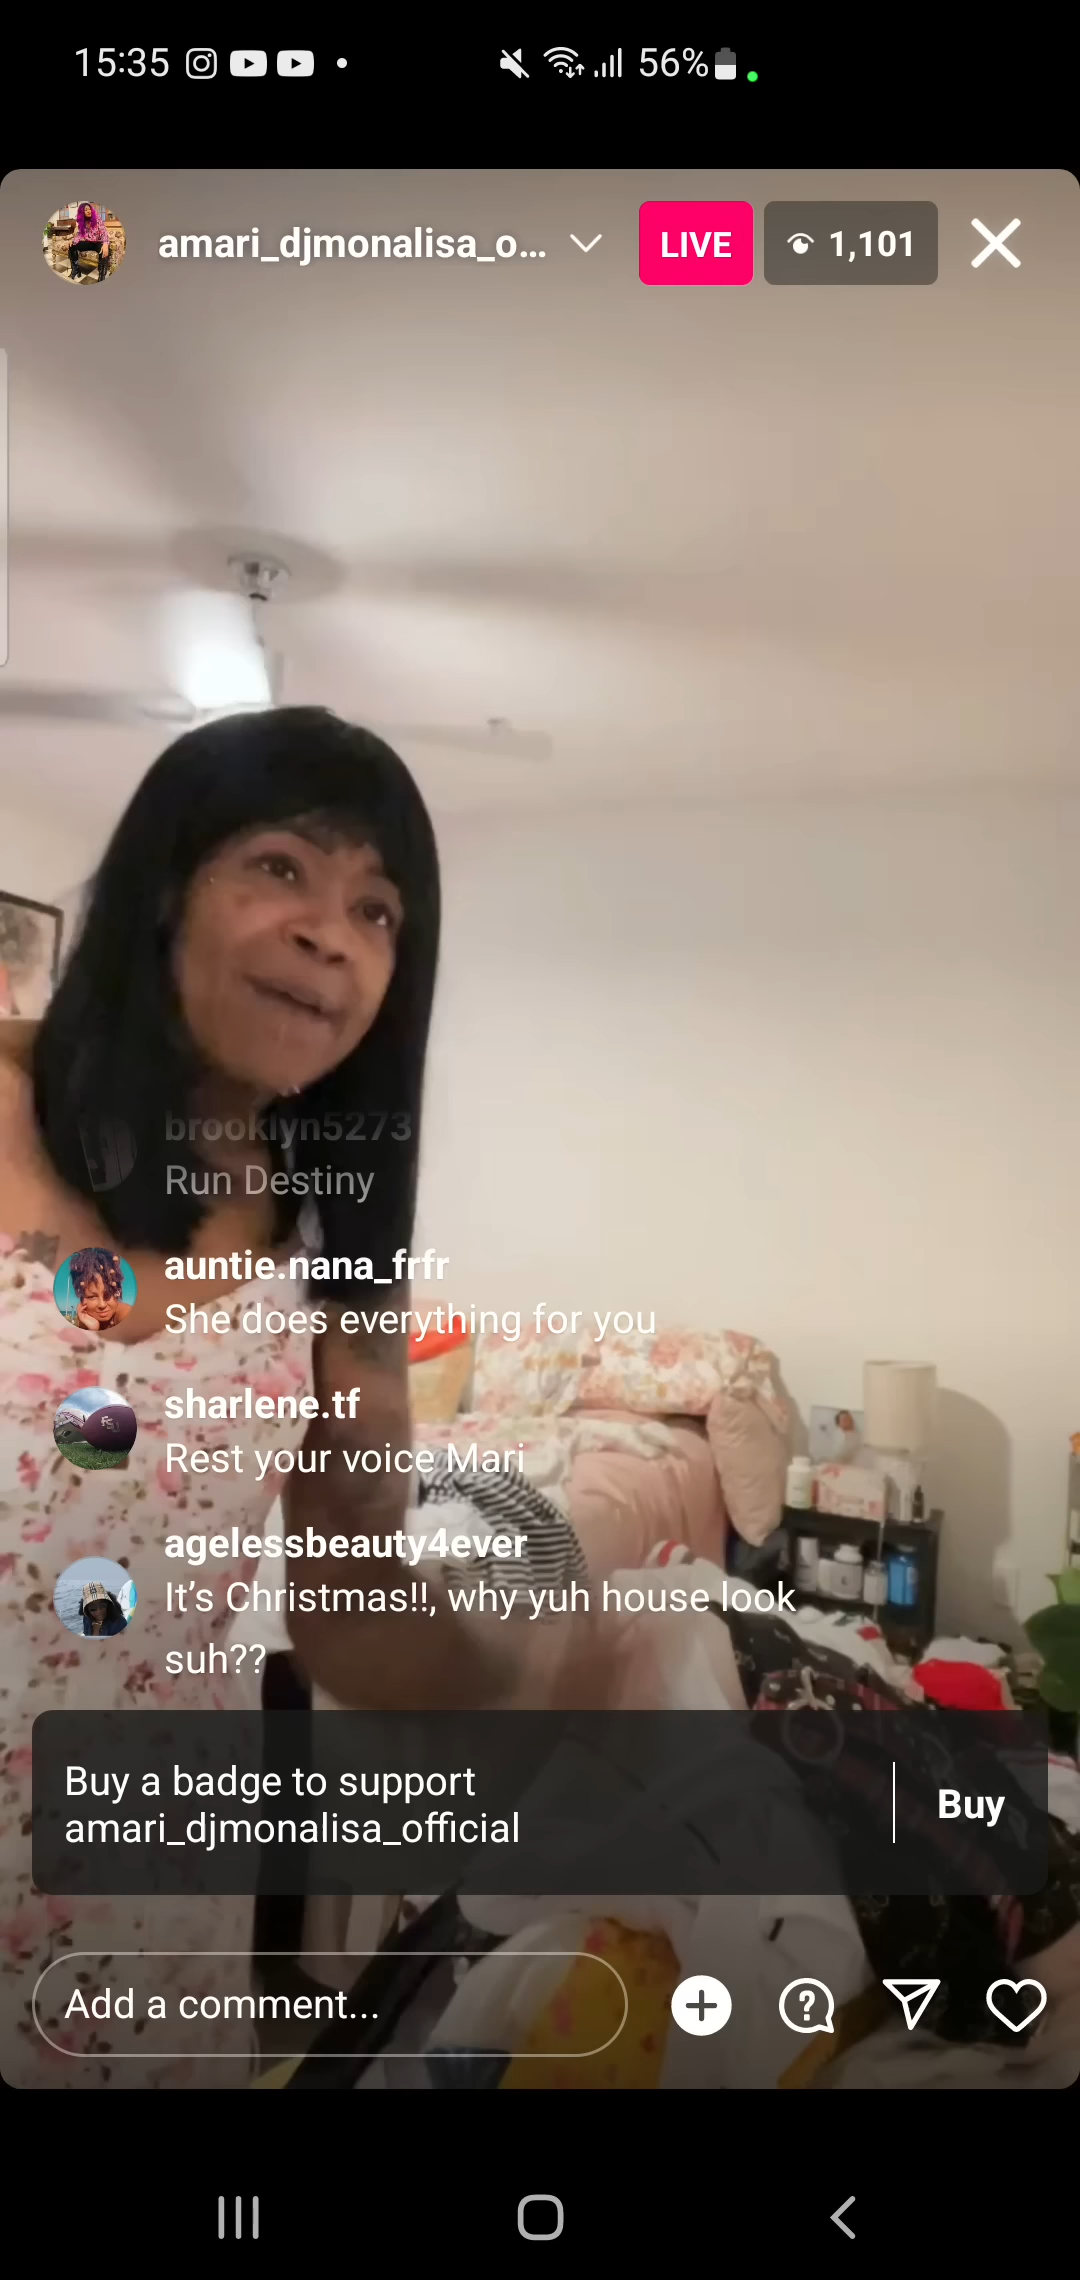 15:35
56%
amari_djmonalisa_o...
LIVE
1,101
brooklyn5273
Run Destiny
auntie.nana_frfr
She does everything for you
sharlene.tf
Rest your voice Mari
agelessbeauty4ever
It’s Christmas!!, why yuh house look
suh??
Buy a badge to support
amari_djmonalisa_official
Buy
Add a comment...